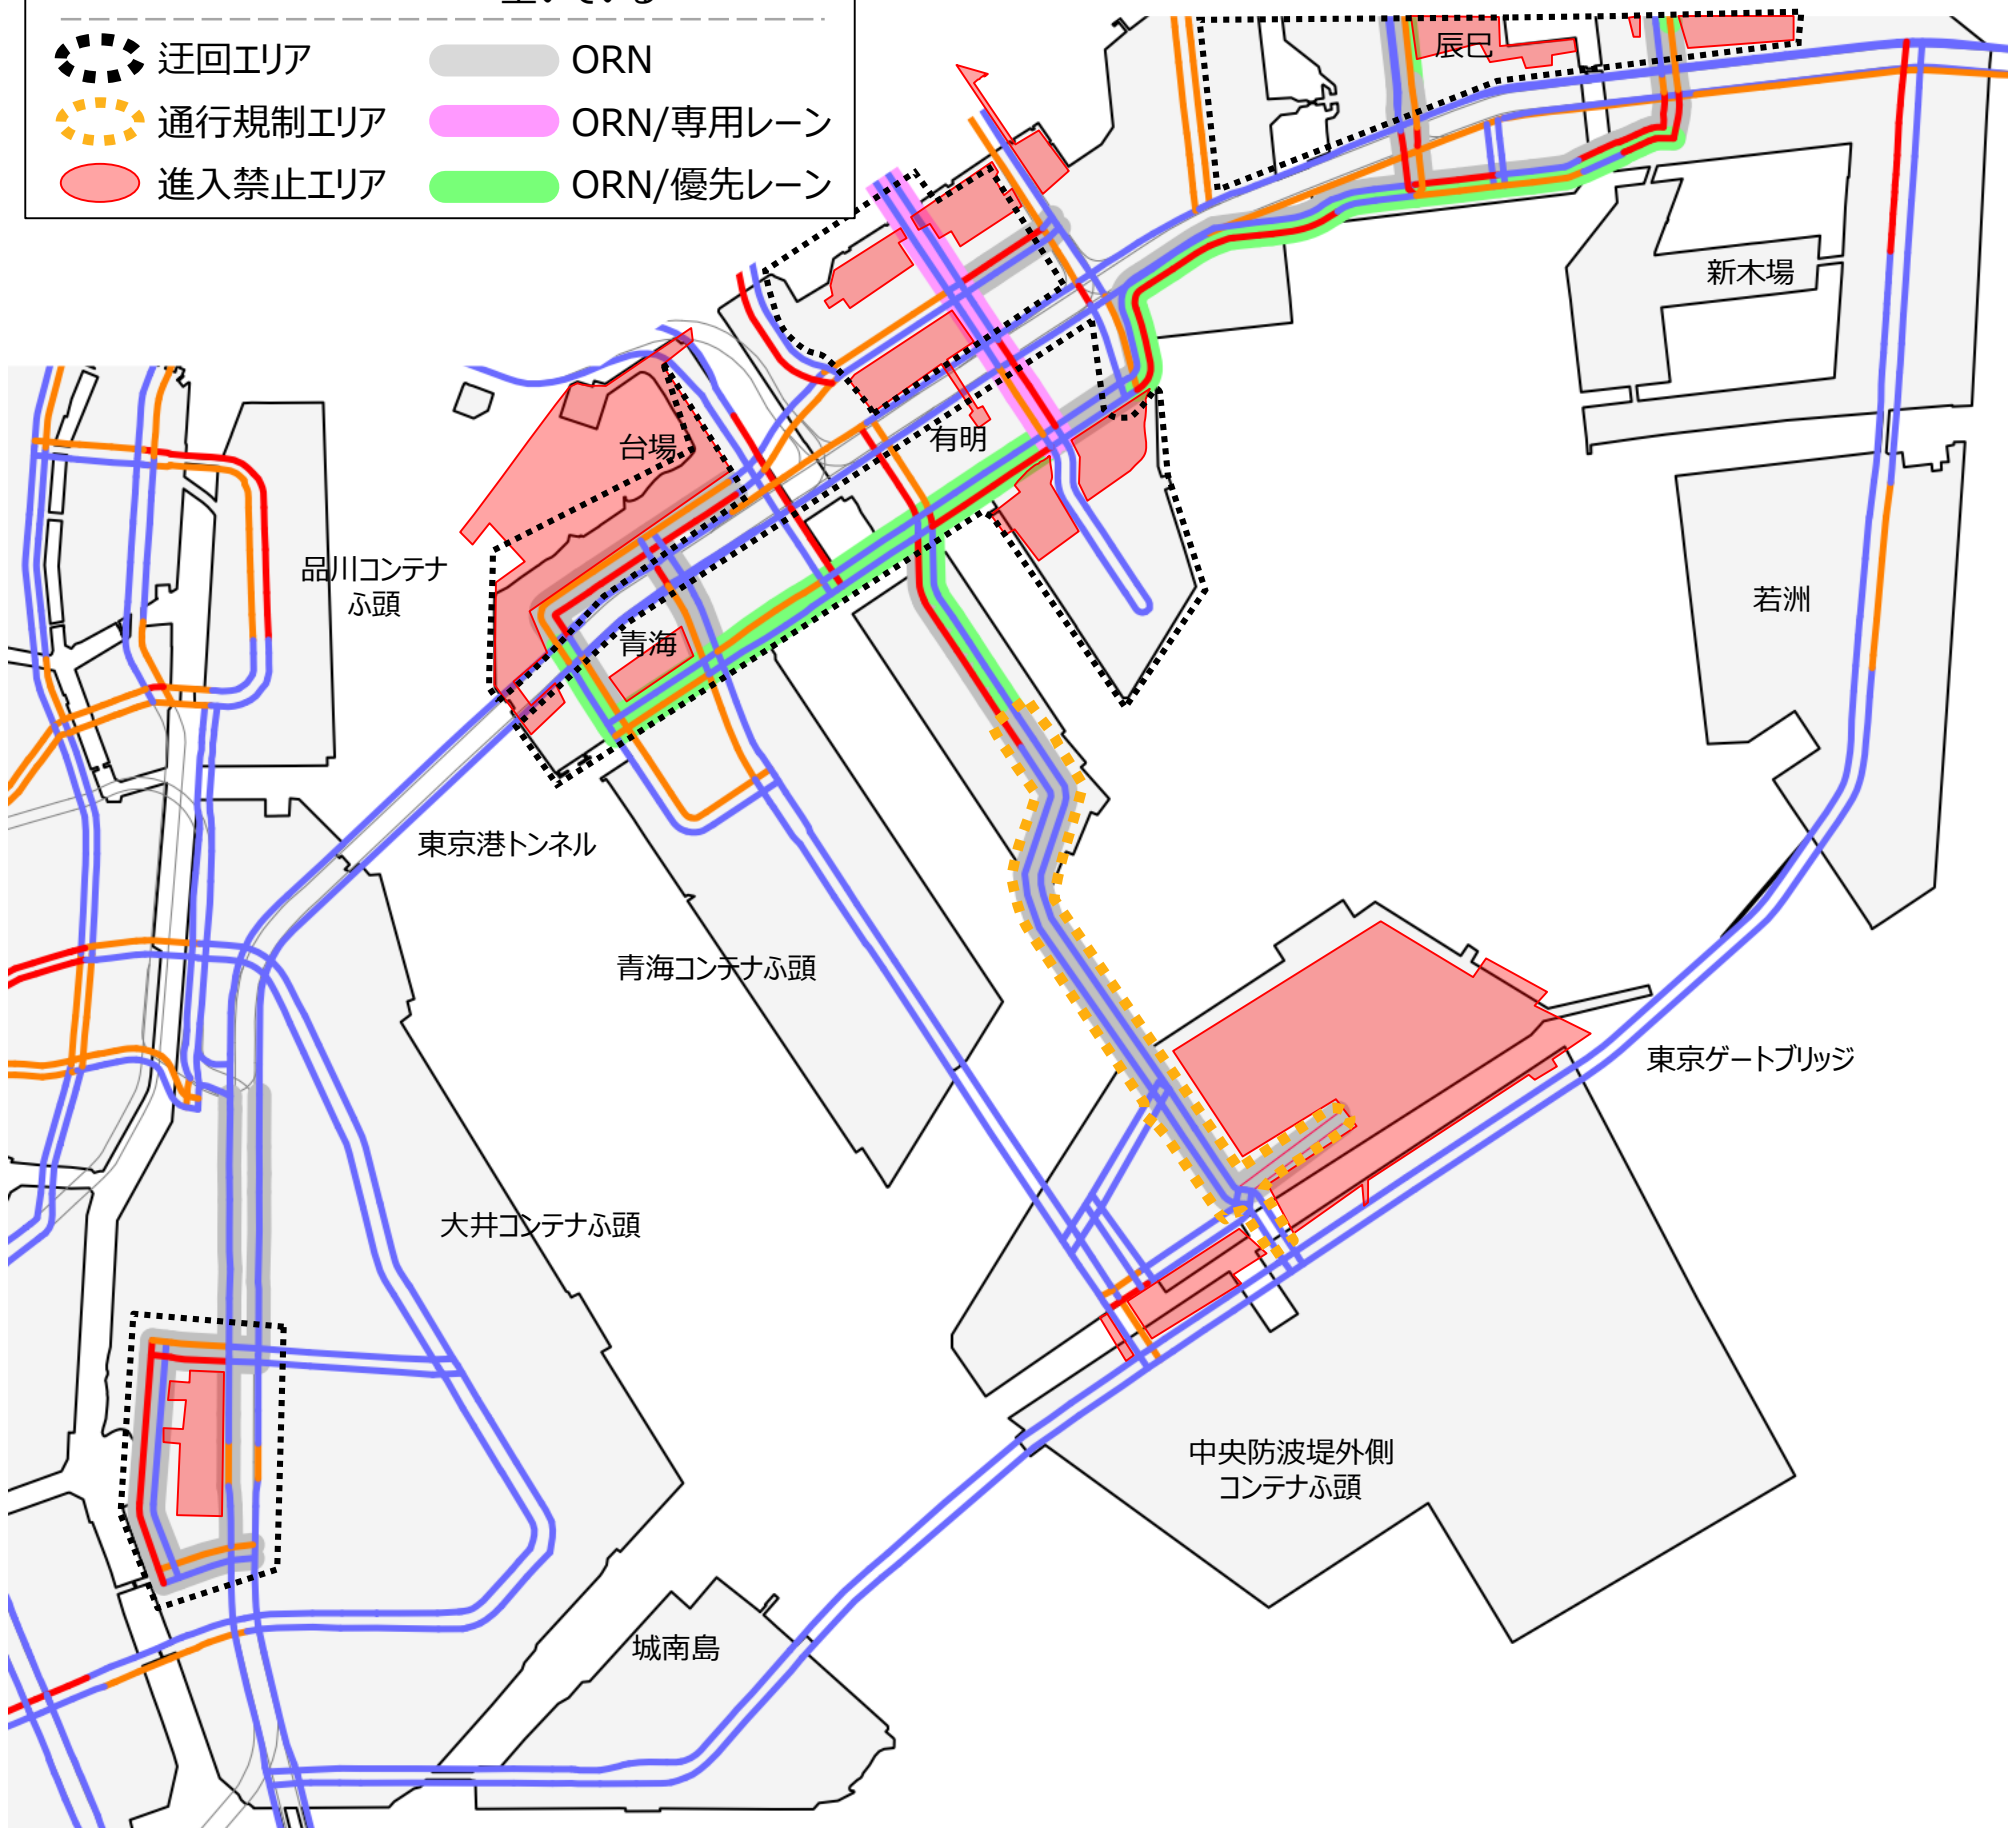 空いている
迂回エリア
ORN
通行規制エリア
ORN/専用レーン
進入禁止エリア
ORN/優先レーン
辰巳
新木場
台場
有明
品川コンテナ
ふ頭
青海
若洲
東京港トンネル
青海コンテナふ頭
東京ゲートブリッジ
大井コンテナふ頭
中央防波堤外側
コンテナふ頭
城南島